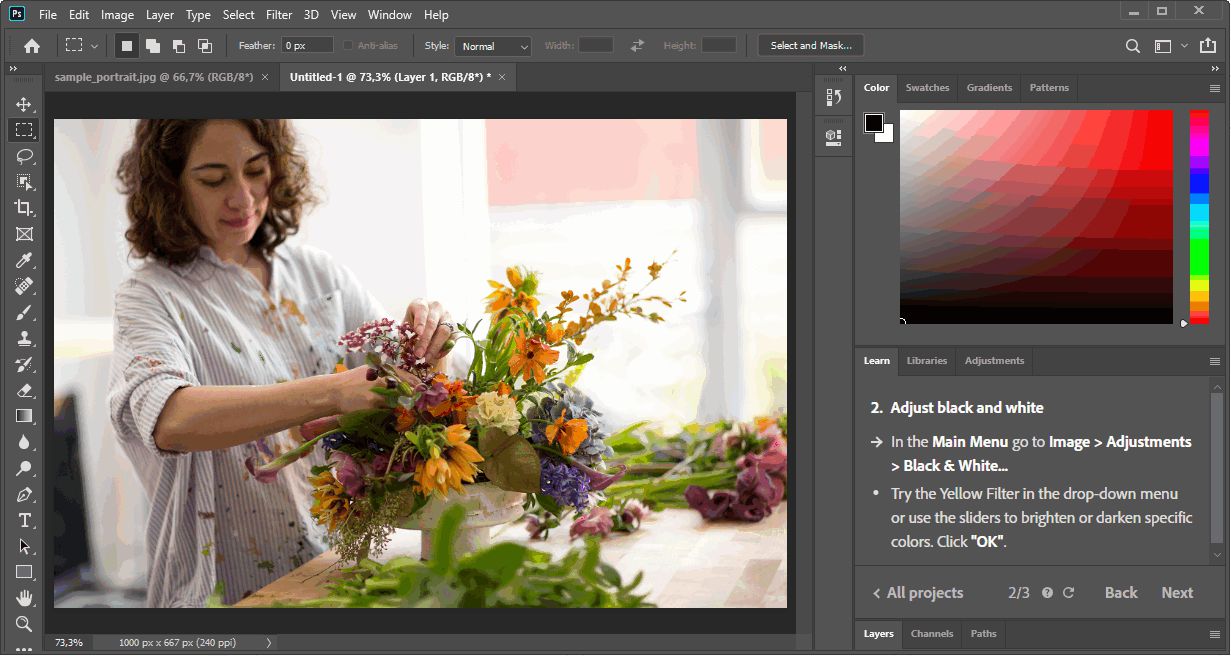 Ps File Edit Image Layer Type Select Filter 3D View Window Help
Feather: 0 px Anti-alias Style: Normal Width: Height: Select and Mask...
sample_portrait.jpg @ 66,7% (RGB/8*) × Untitled-1 @ 73,3% (Layer 1, RGB/8*) * ×
Color Swatches Gradients Patterns
Learn Libraries Adjustments
2. Adjust black and white
→ In the Main Menu go to Image > Adjustments
> Black & White...
• Try the Yellow Filter in the drop-down menu
or use the sliders to brighten or darken specific
colors. Click "OK".
< All projects 2/3 Back Next
Layers Channels Paths
73,3% 1000 px x 667 px (240 ppi) >